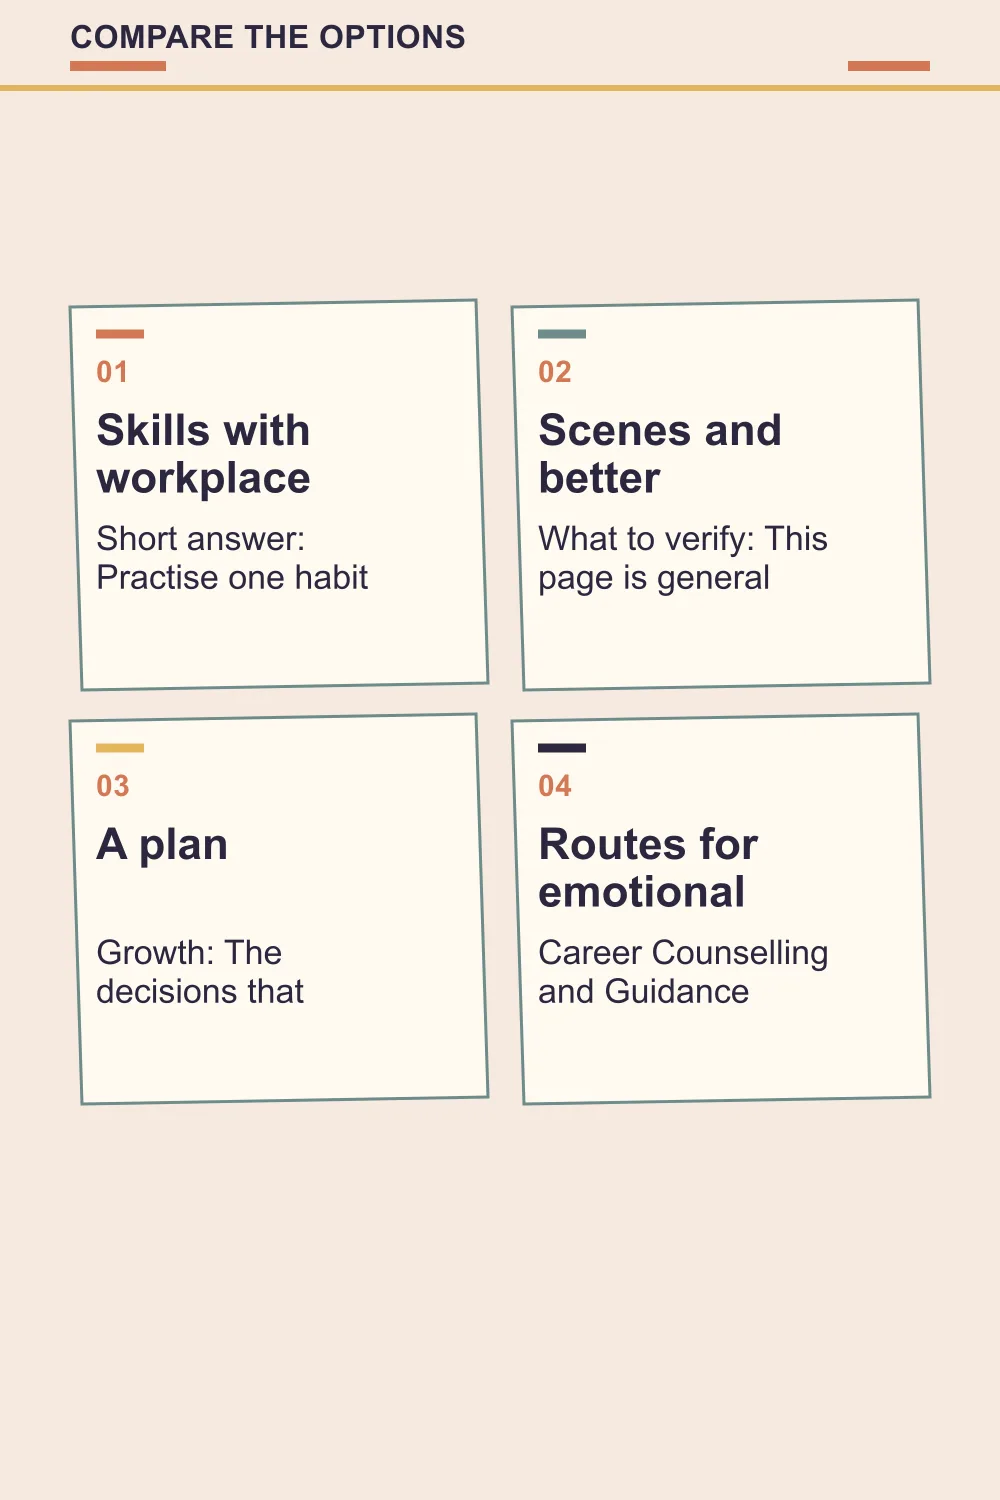 COMPARE THE OPTIONS
01
Skills with
workplace
Short answer:
Practise one habit
02
Scenes and
better
What to verify: This
page is general
03
A plan
Growth: The
decisions that
04
Routes for
emotional
Career Counselling
and Guidance